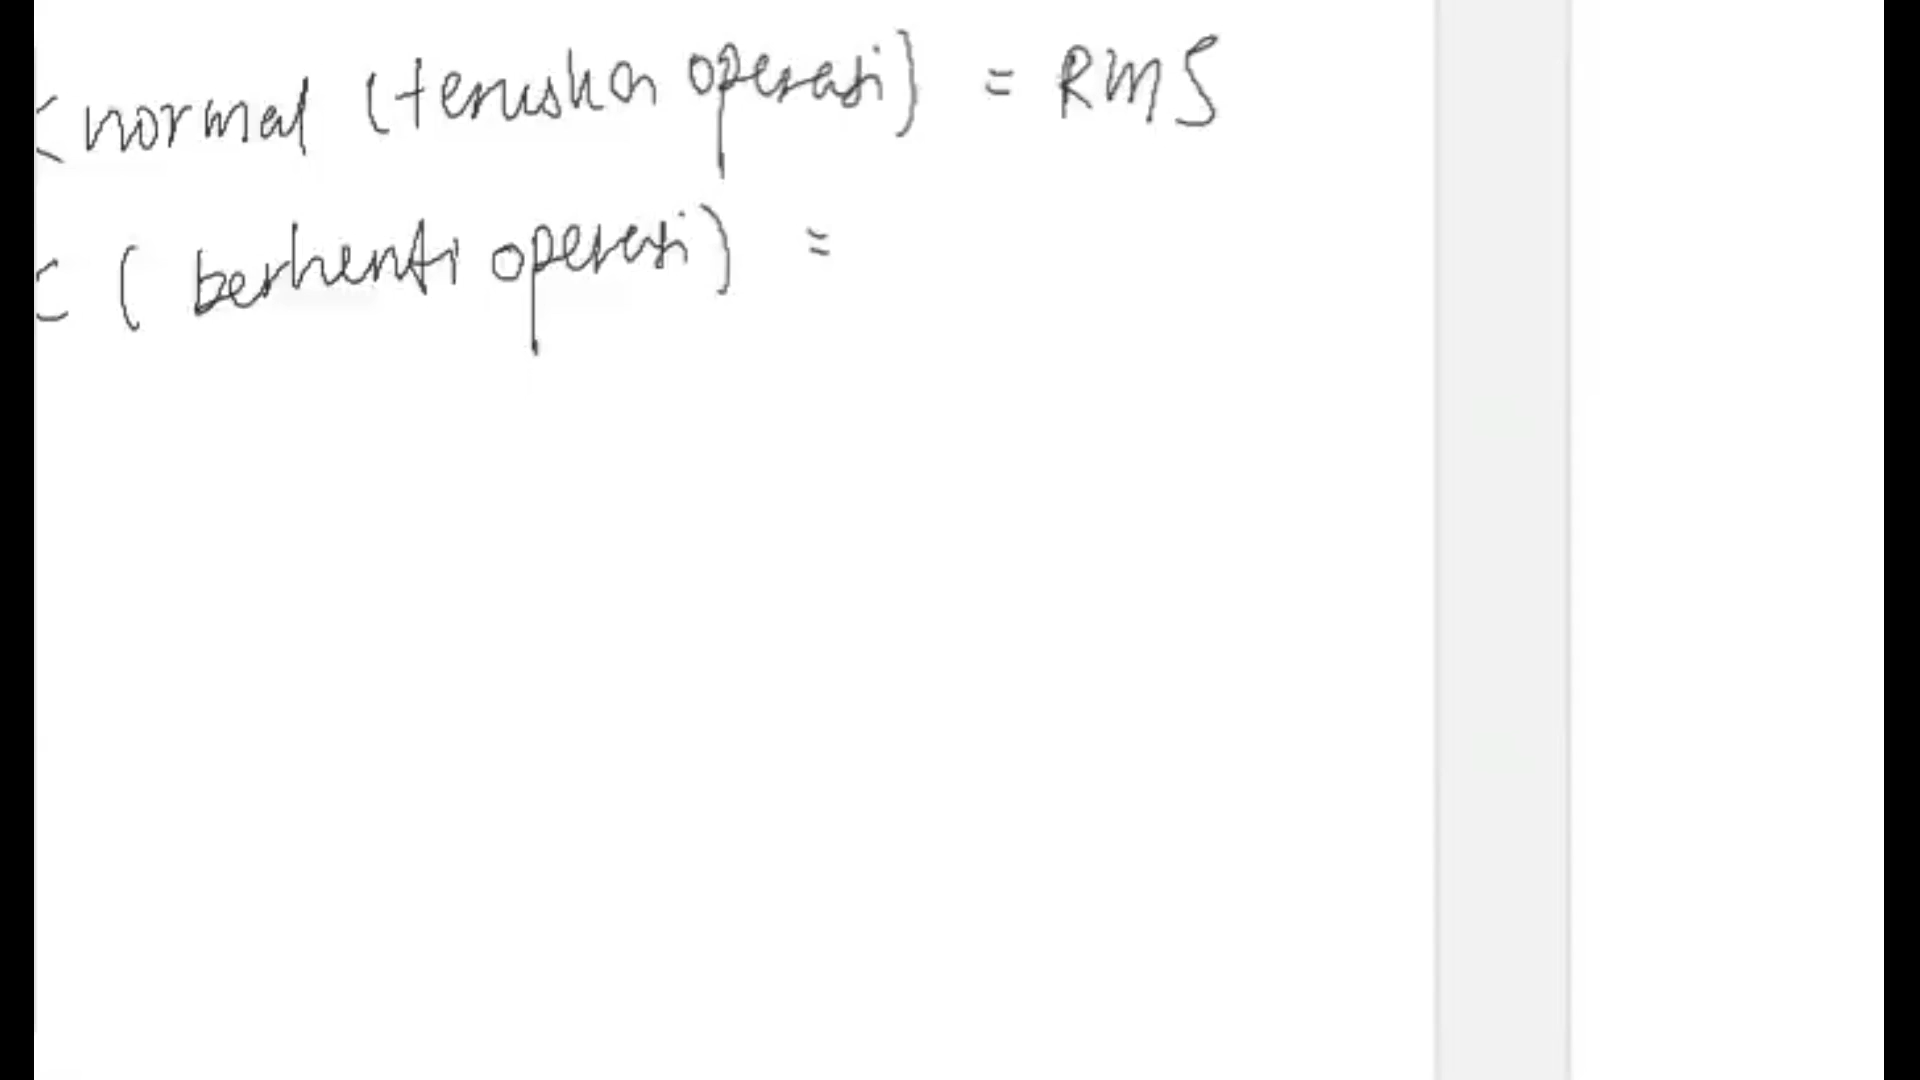 < normal (teruskan operasi) = RMS
< (berhenti operasi) =